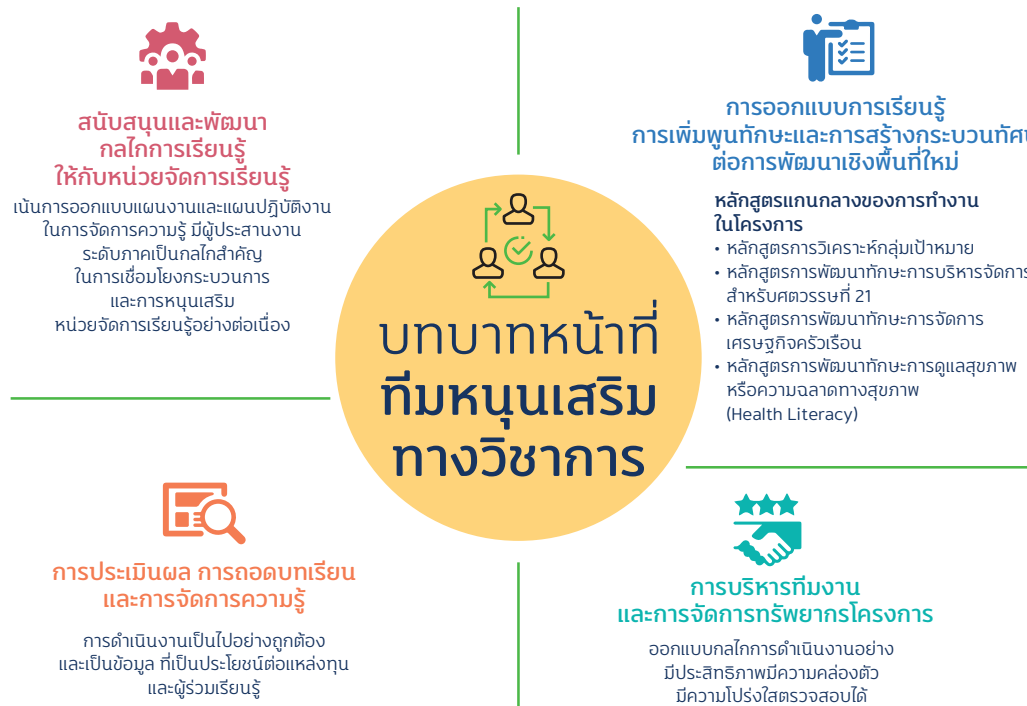 สนับสนุนและพัฒนา
กลไกการเรียนรู้
ให้กับหน่วยจัดการเรียนรู้
เน้นการออกแบบแผนงานและแผนปฏิบัติงาน
ในการจัดการความรู้ มีผู้ประสานงาน
ระดับภาคเป็นกลไกสำคัญ
ในการเชื่อมโยงกระบวนการ
และการหนุนเสริม
หน่วยจัดการเรียนรู้อย่างต่อเนื่อง
การออกแบบการเรียนรู้
การเพิ่มพูนทักษะและการสร้างกระบวนทัศน
ต่อการพัฒนาเชิงพื้นที่ใหม่
หลักสูตรแกนกลางของการทำงาน
ในโครงการ
• หลักสูตรการวิเคราะห์กลุ่มเป้าหมาย
• หลักสูตรการพัฒนาทักษะการบริหารจัดการ
สำหรับศตวรรษที่ 21
• หลักสูตรการพัฒนาทักษะการจัดการ
เศรษฐกิจครัวเรือน
• หลักสูตรการพัฒนาทักษะการดูแลสุขภาพ
หรือความฉลาดทางสุขภาพ
(Health Literacy)
บทบาทหน้าที่
ทีมหนุนเสริม
ทางวิชาการ
การประเมินผล การถอดบทเรียน
และการจัดการความรู้
การดำเนินงานเป็นไปอย่างถูกต้อง
และเป็นข้อมูล ที่เป็นประโยชน์ต่อแหล่งทุน
และผู้ร่วมเรียนรู้
การบริหารทีมงาน
และการจัดการทรัพยากรโครงการ
ออกแบบกลไกการดำเนินงานอย่าง
มีประสิทธิภาพมีความคล่องตัว
มีความโปร่งใสตรวจสอบได้